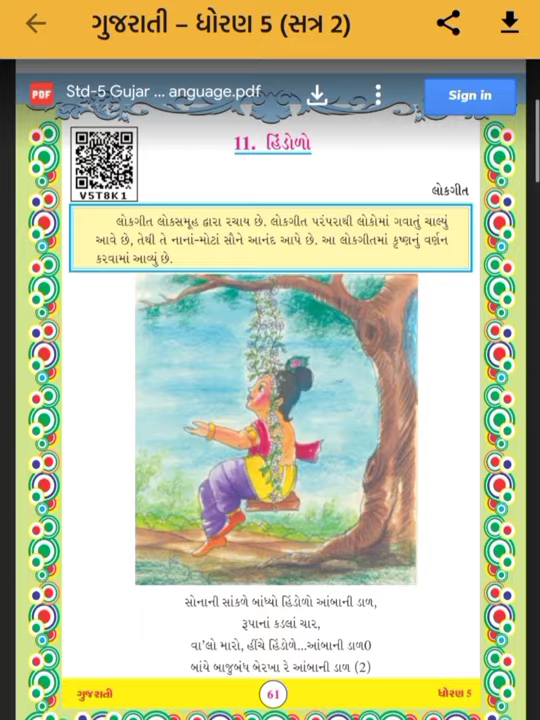 ગુજરાતી – ધોરણ 5 (સત્ર 2)
PDF Std-5 Gujar ... anguage.pdf Sign in
V5T8K1
11. હિંડોળો
લોકગીત
લોકગીત લોકસમૂહ દ્વારા રચાય છે. લોકગીત પરંપરાથી લોકોમાં ગવાતું ચાલ્યું
આવે છે, તેથી તે નાનાં-મોટાં સૌને આનંદ આપે છે. આ લોકગીતમાં કૃષ્ણનું વર્ણન
કરવામાં આવ્યું છે.
સોનાની સાંકળે બાંધ્યો હિંડોળો આંબાની ડાળ,
રૂપાનાં કડલાં ચાર,
વા'લો મારો, હીંચે હિંડોળે...આંબાની ડાળ0
બાંયે બાજુબંધ બેરખા રે આંબાની ડાળ (2)
ગુજરાતી 61 ધોરણ 5